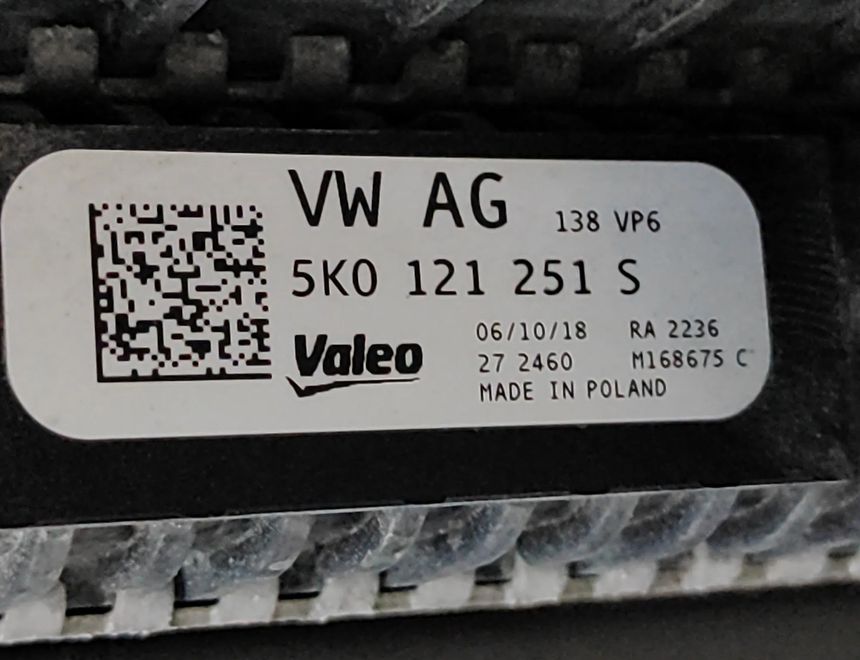 VW AG 138 VP6
5K0 121 251 S
Valeo
06/10/18 RA 2236
27 2460 M168675 C
MADE IN POLAND